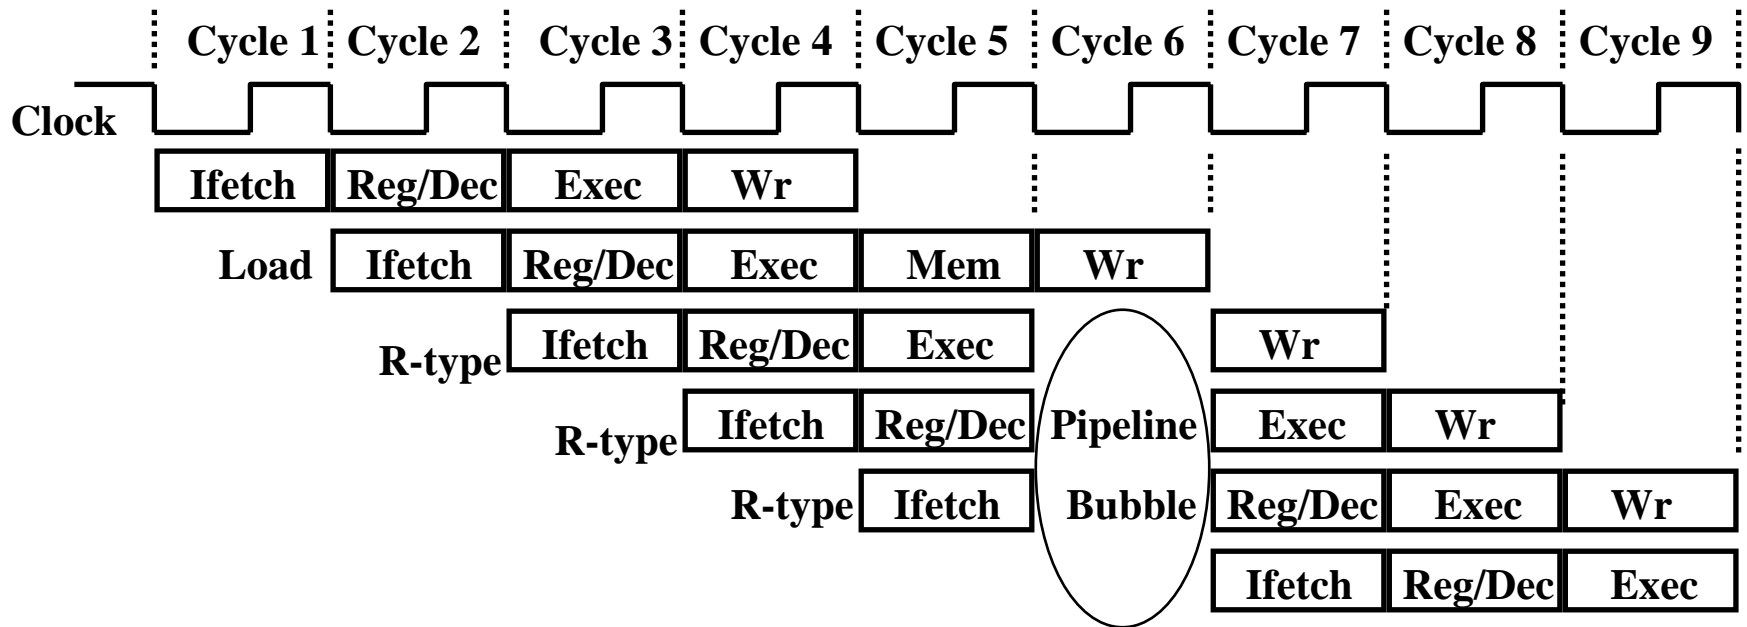 Cycle 1 Cycle 2 Cycle 3 Cycle 4 Cycle 5 Cycle 6 Cycle 7 Cycle 8 Cycle 9
Clock
Ifetch Reg/Dec Exec Wr
Load Ifetch Reg/Dec Exec Mem Wr
R-type Ifetch Reg/Dec Exec Wr
R-type Ifetch Reg/Dec Pipeline Exec Wr
R-type Ifetch Bubble Reg/Dec Exec Wr
Ifetch Reg/Dec Exec